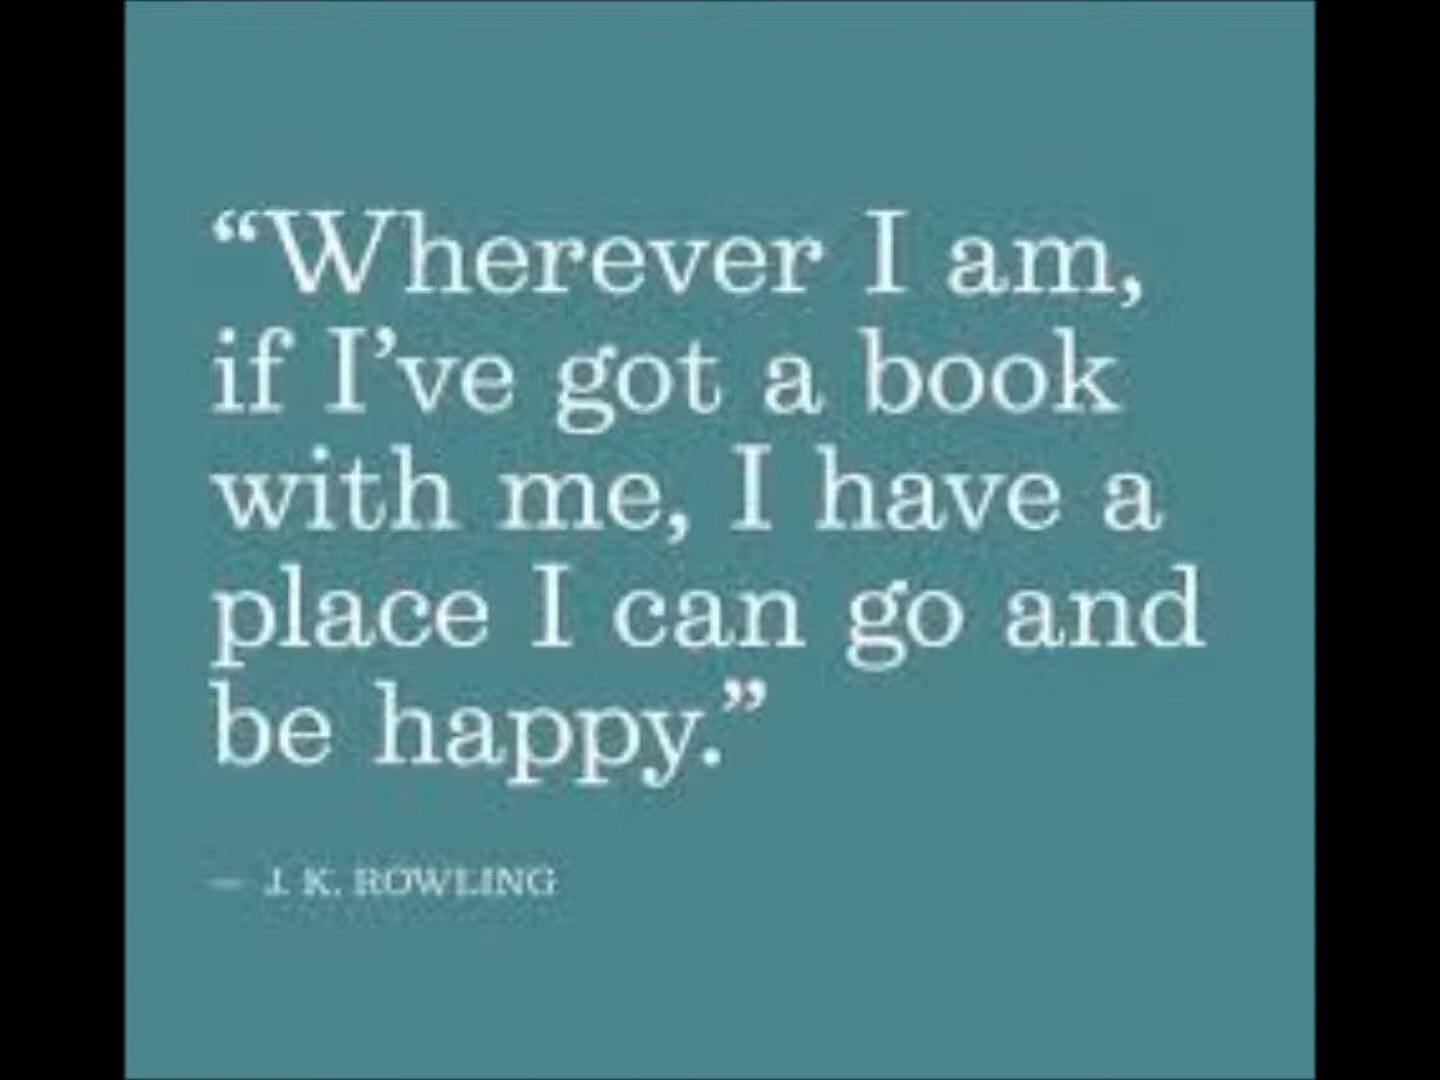 “Wherever I am,
if I’ve got a book
with me, I have a
place I can go and
be happy.”
— J. K. ROWLING